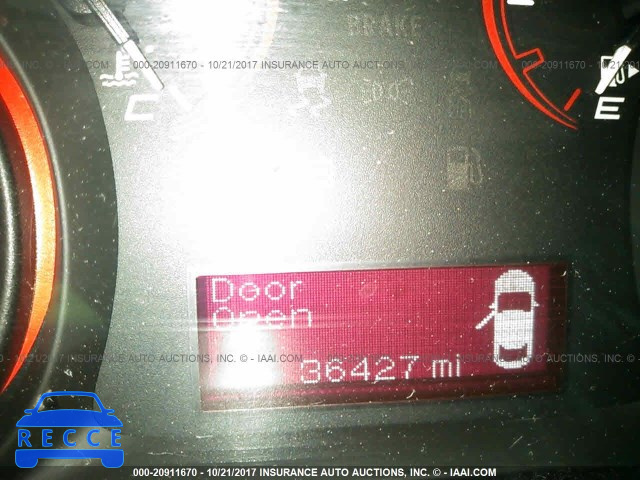 BRAKE
000-20911670 - 10/21/2017 INSURANCE AUTO AUCTIONS, INC. © - IAAI.COM
C
E
Door
Open
36427 mi
RECCE
000-20911670 - 10/21/2017 INSURANCE AUTO AUCTIONS, INC. © - IAAI.COM